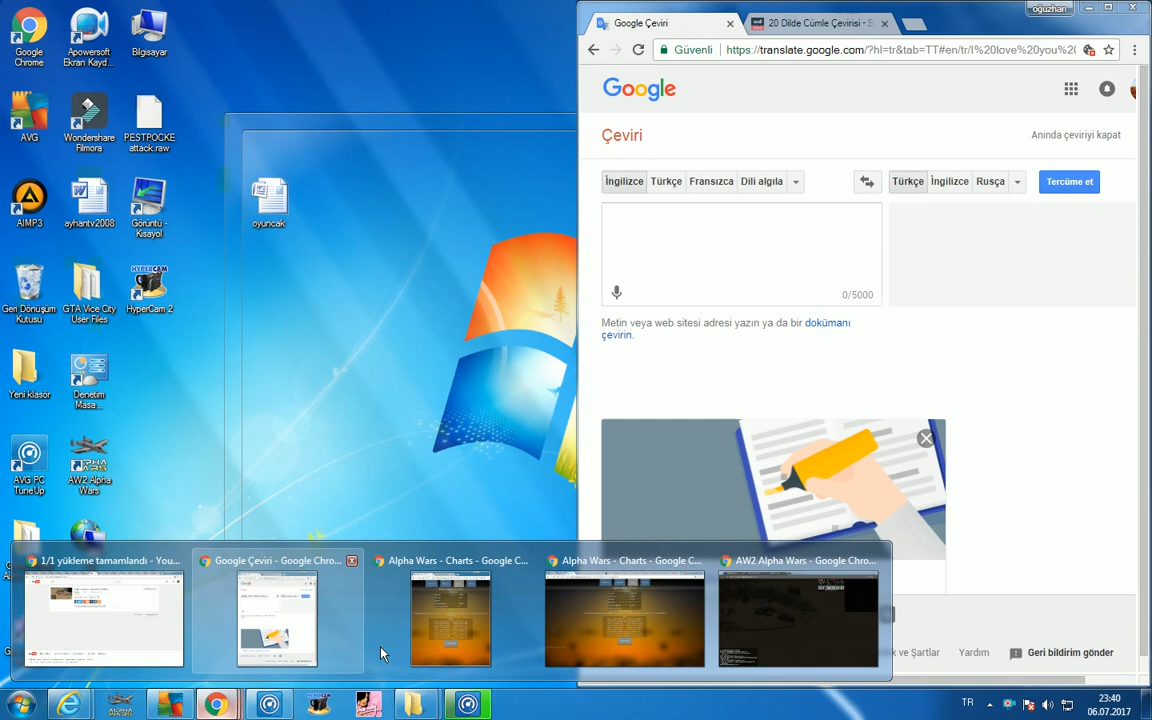 Google
Chrome
Apowersoft
Ekran Kayd...
Bilgisayar
AVG
Wondershare
Filmora
PESTPOCKE
attack.raw
AIMP3
ayhantv2008
Görüntü -
Kısayol
oyuncak
Geri Dönüşüm
Kutusu
GTA Vice City
User Files
HyperCam 2
Yeni klasör
Denetim
Masa...
AVG PC
TuneUp
AW2 Alpha
Wars
oğuzhan
Google Çeviri
20 Dilde Cümle Çevirisi - S
Güvenli
https://translate.google.com/?hl=tr&tab=TT#en/tr/I%20love%20you%20(
Google
Çeviri
Anında çeviriyi kapat
İngilizce Türkçe Fransızca Dili algıla
Türkçe İngilizce Rusça
Tercüme et
0/5000
Metin veya web sitesi adresi yazın ya da bir dokümanı
çevirin.
1/1 yükleme tamamlandı - You...
Google Çeviri - Google Chro...
Alpha Wars - Charts - Google C...
Alpha Wars - Charts - Google C...
AW2 Alpha Wars - Google Chro...
k ve Şartlar
Yardım
Geri bildirim gönder
TR
23:40
06.07.2017